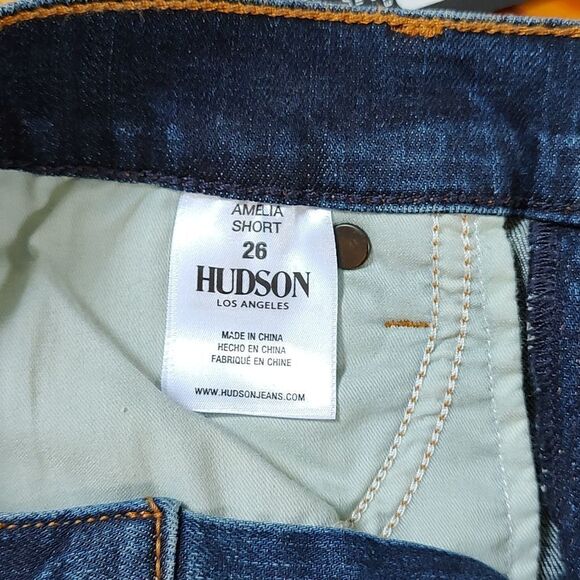 AMELIA
SHORT
26
HUDSON
LOS ANGELES
MADE IN CHINA
HECHO EN CHINA
FABRIQUÉ EN CHINE
WWW.HUDSONJEANS.COM